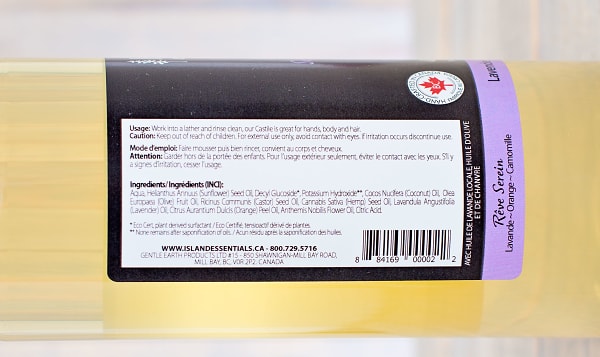 Usage: Work into a lather and rinse clean, our Castile is great for hands, body and hair.
Caution: Keep out of each of children. For external use only, avoid contact with eyes. If irritation occurs discontinue use.
Mode d'emploi: Faire mousser puis bien rincer, convient au corps et cheveux.
Attention: Garder hors de la portée des enfants. Pour l'usage extérieur seulement, éviter le contact avec les yeux. S'il y
a signes d'irritation, cesser l'usage.
Ingredients/Ingrédients (INCI):
Aqua, Helianthus Annuus (Sunflower) Seed Oil, Decyl Glucoside*, Potassium Hydroxide**, Cocos Nucifera (Coconut) Oil, Olea
Europaea (Olive) Fruit Oil, Ricinus Communis (Castor) Seed Oil, Cannabis Sativa (Hemp) Seed Oil, Lavandula Angustifolia
(Lavender) Oil, Citrus Aurantium Dulcis (Orange) Peel Oil, Anthemis Nobilis Flower Oil, Citric Acid.
* Eco Cert, plant derived surfactant / Eco Certifié, tensioactif dérivé de plantes.
** None remains after saponification of oils. / Acun résidu après la saponification des huiles.
WWW.ISLANDESSENTIALS.CA - 800.729.5716
GENTLE EARTH PRODUCTS LTD #15 - 850 SHAWNIGAN-MILL BAY ROAD,
MILL BAY, BC, V0R 2P2, CANADA
8 84169 00002 2
AVEC HUILE DE LAVANDE LOCALE, HUILE D'OLIVE
ET DE CHANVRE
Rêve Serein
Lavande ~ Orange ~ Camomille